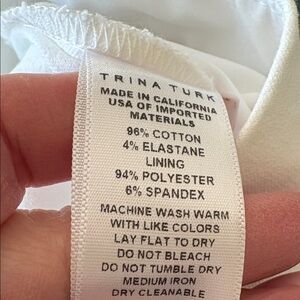 TRINA TURK
MADE IN CALIFORNIA
USA OF IMPORTED
MATERIALS
96% COTTON
4% ELASTANE
LINING
94% POLYESTER
6% SPANDEX
MACHINE WASH WARM
WITH LIKE COLORS
LAY FLAT TO DRY
DO NOT BLEACH
DO NOT TUMBLE DRY
MEDIUM IRON
DRY CLEANABLE